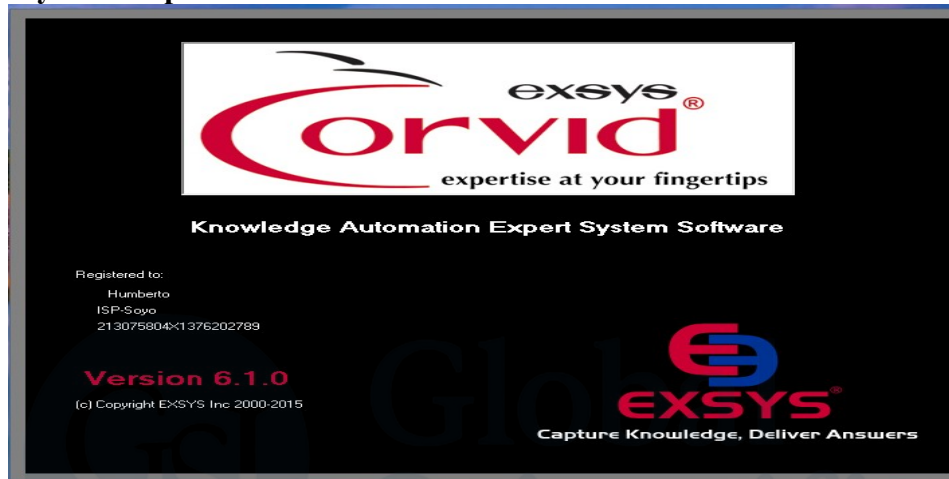 exsys
Corvid®
expertise at your fingertips
Knowledge Automation Expert System Software
Registered to:
Humberto
ISP-Soyo
213075804X1376202789
Version 6.1.0
(c) Copyright EXSYS Inc 2000-2015
EXSYS®
Capture Knowledge, Deliver Answers